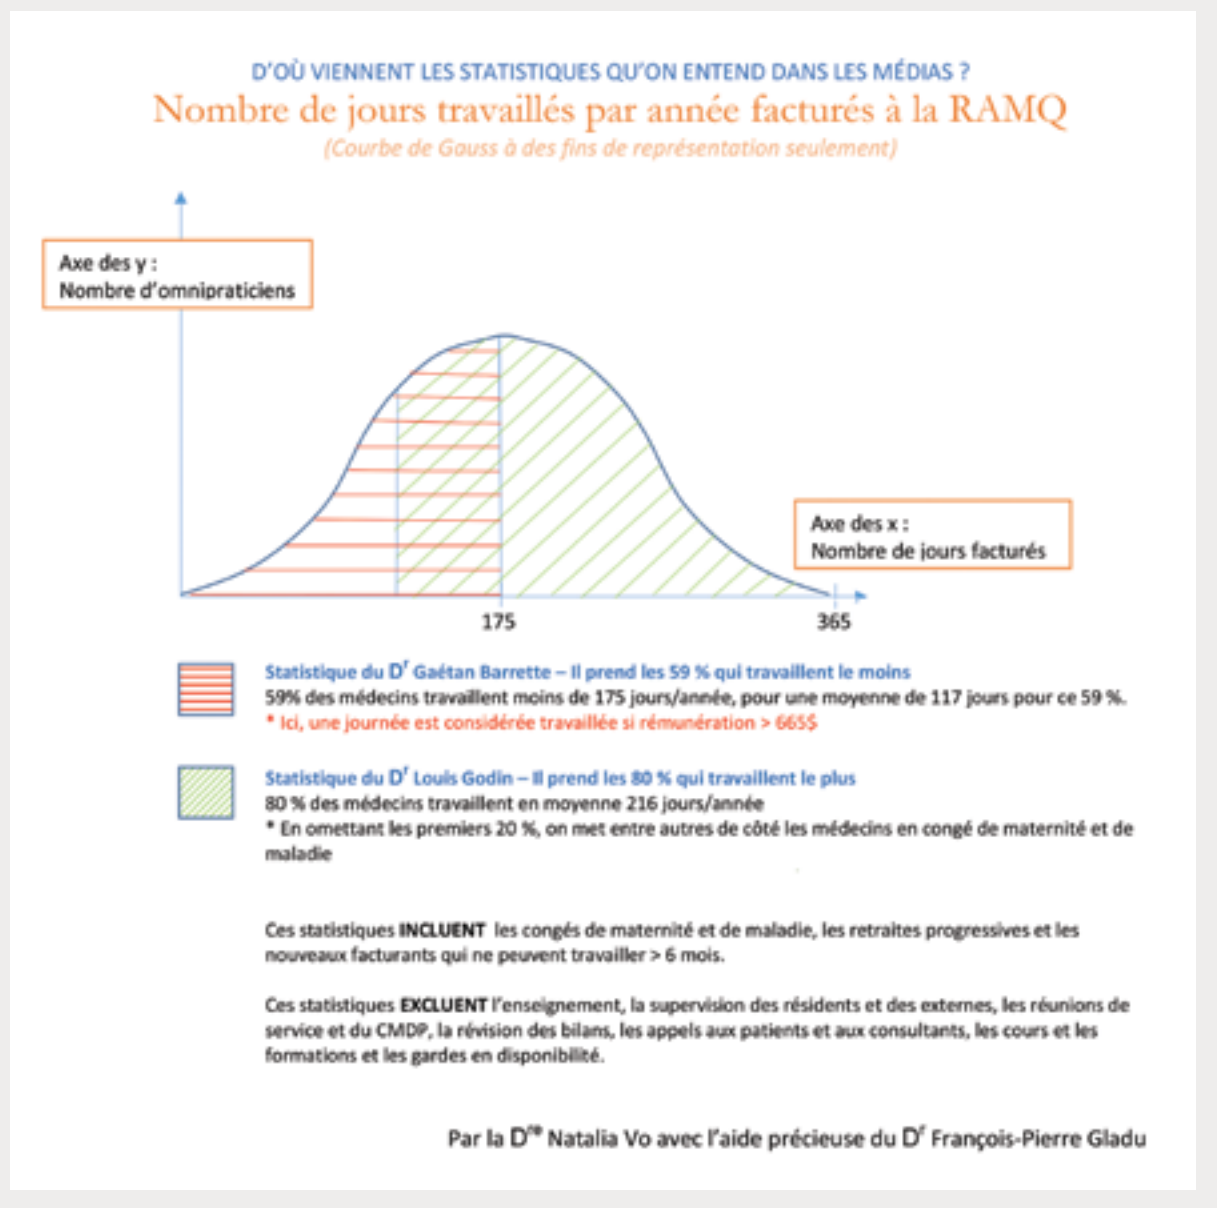 D'OÙ VIENNENT LES STATISTIQUES QU'ON ENTEND DANS LES MÉDIAS ?
Nombre de jours travaillés par année facturés à la RAMQ
(Courbe de Gauss à des fins de représentation seulement)
Axe des y :
Nombre d'omnipraticiens
Axe des x :
Nombre de jours facturés
175
365
Statistique du Dr Gaétan Barrette – Il prend les 59 % qui travaillent le moins
59% des médecins travaillent moins de 175 jours/année, pour une moyenne de 117 jours pour ce 59 %.
* Ici, une journée est considérée travaillée si rémunération > 665$
Statistique du Dr Louis Godin – Il prend les 80 % qui travaillent le plus
80 % des médecins travaillent en moyenne 216 jours/année
* En omettant les premiers 20 %, on met entre autres de côté les médecins en congé de maternité et de
maladie
Ces statistiques INCLUENT les congés de maternité et de maladie, les retraites progressives et les
nouveaux facturants qui ne peuvent travailler > 6 mois.
Ces statistiques EXCLUENT l'enseignement, la supervision des résidents et des externes, les réunions de
service et du CMDP, la révision des bilans, les appels aux patients et aux consultants, les cours et les
formations et les gardes en disponibilité.
Par la Dre Natalia Vo avec l'aide précieuse du Dr François-Pierre Gladu